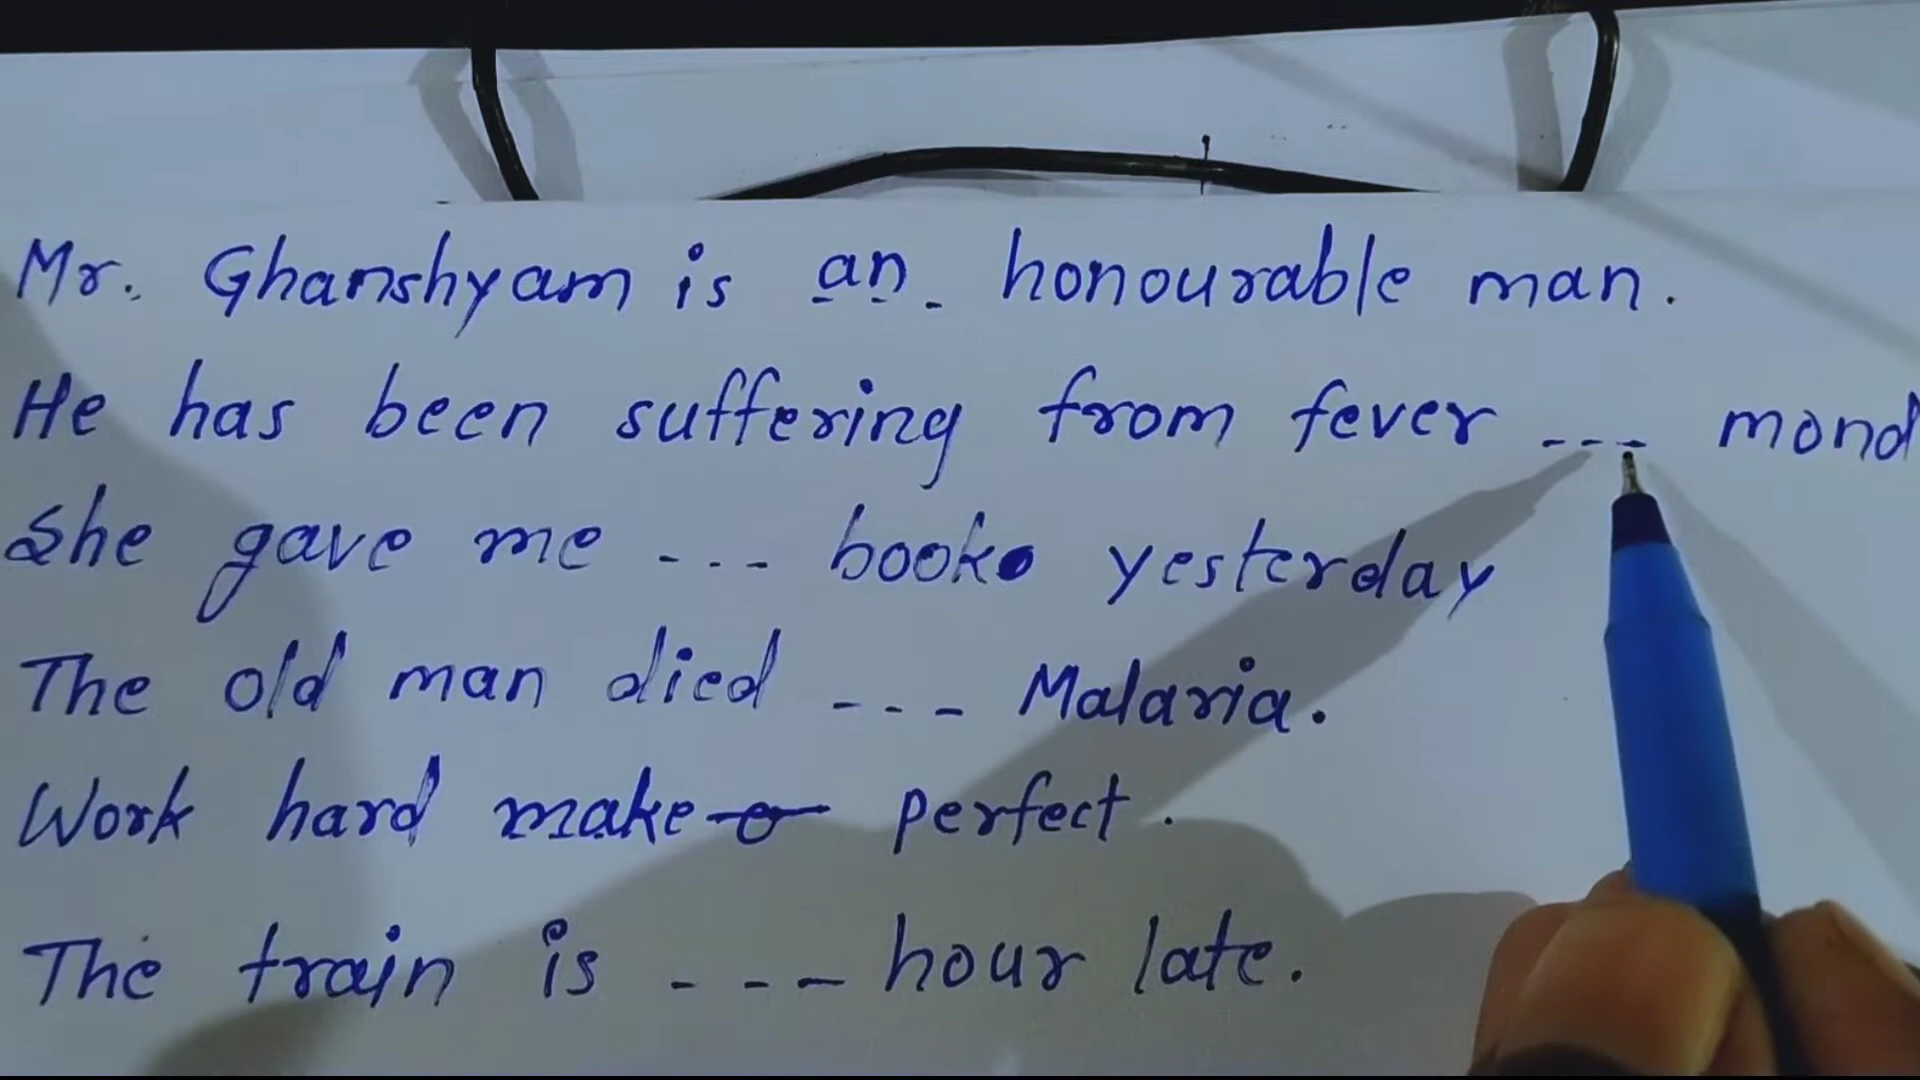 Mr. Ghanshyam is an honourable man.
He has been suffering from fever --- mond
She gave me --- book yesterday
The old man died --- Malaria.
Work hard make perfect.
The train is --- hour late.